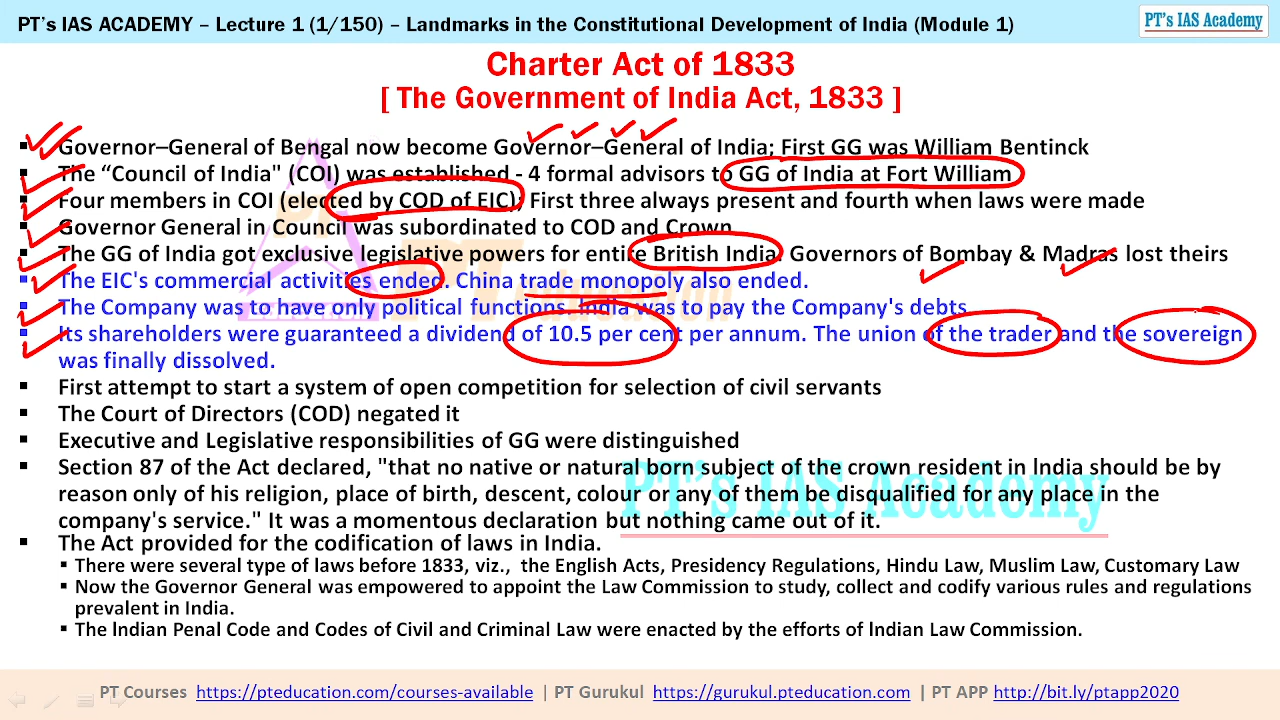 PT's IAS ACADEMY – Lecture 1 (1/150) – Landmarks in the Constitutional Development of India (Module 1)
PT's IAS Academy
Charter Act of 1833
[ The Government of India Act, 1833 ]
▪ Governor–General of Bengal now become Governor–General of India; First GG was William Bentinck
▪ The “Council of India" (COI) was established - 4 formal advisors to GG of India at Fort William
▪ Four members in COI (elected by COD of EIC); First three always present and fourth when laws were made
▪ Governor General in Council was subordinated to COD and Crown
▪ The GG of India got exclusive legislative powers for entire British India. Governors of Bombay & Madras lost theirs
▪ The EIC's commercial activities ended. China trade monopoly also ended.
▪ The Company was to have only political functions. India was to pay the Company's debts
▪ Its shareholders were guaranteed a dividend of 10.5 per cent per annum. The union of the trader and the sovereign
was finally dissolved.
▪ First attempt to start a system of open competition for selection of civil servants
▪ The Court of Directors (COD) negated it
▪ Executive and Legislative responsibilities of GG were distinguished
▪ Section 87 of the Act declared, "that no native or natural born subject of the crown resident in India should be by
reason only of his religion, place of birth, descent, colour or any of them be disqualified for any place in the
company's service." It was a momentous declaration but nothing came out of it.
PT's IAS Academy
▪ The Act provided for the codification of laws in India.
▪ There were several type of laws before 1833, viz., the English Acts, Presidency Regulations, Hindu Law, Muslim Law, Customary Law
▪ Now the Governor General was empowered to appoint the Law Commission to study, collect and codify various rules and regulations
prevalent in India.
▪ The Indian Penal Code and Codes of Civil and Criminal Law were enacted by the efforts of Indian Law Commission.
PT Courses https://pteducation.com/courses-available | PT Gurukul https://gurukul.pteducation.com | PT APP http://bit.ly/ptapp2020